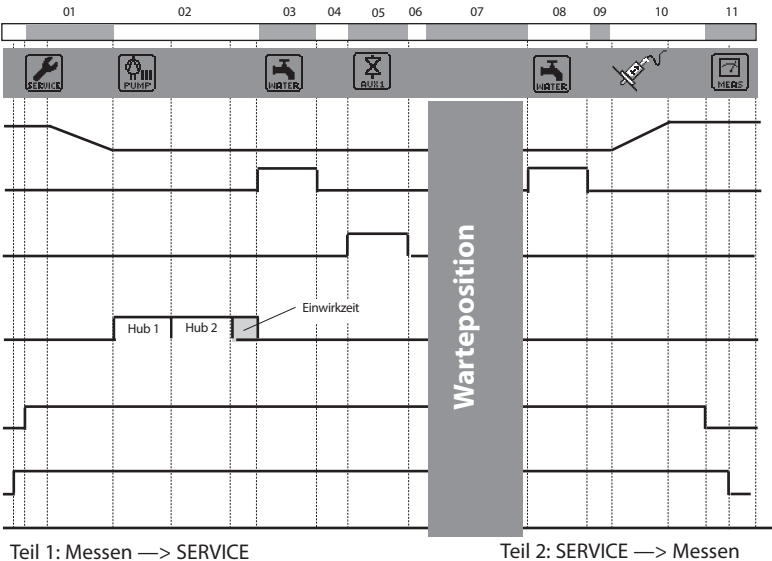 01 02 03 04 05 06 07 08 09 10 11
SERVICE PUMP WATER AUX1 WATER MEAS
Warteposition
Einwirkzeit
Hub 1 Hub 2
Teil 1: Messen —> SERVICE
Teil 2: SERVICE —> Messen